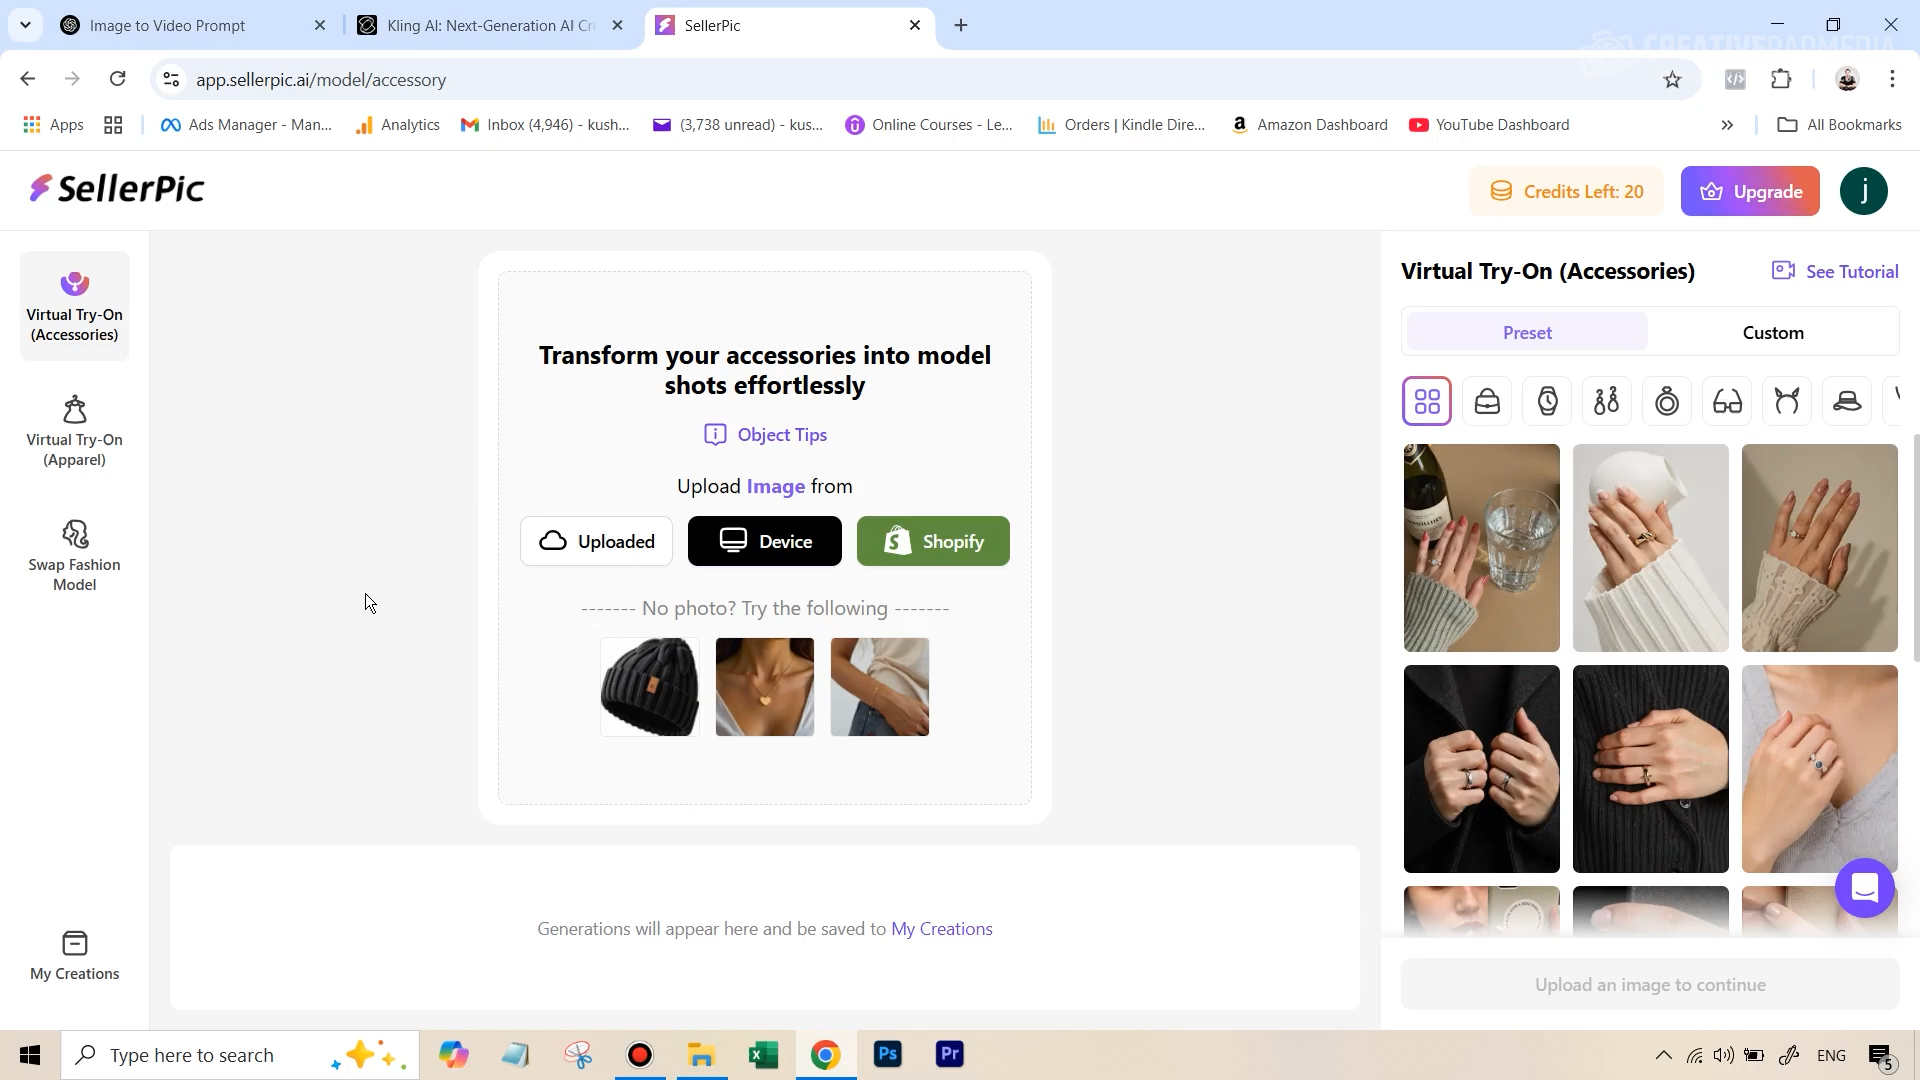 Image to Video Prompt
Kling AI: Next-Generation AI Cr
SellerPic
CREATIVEDADMEDIA
app.sellerpic.ai/model/accessory
Apps
Ads Manager - Man...
Analytics
Inbox (4,946) - kush...
(3,738 unread) - kus...
Online Courses - Le...
Orders | Kindle Dire...
Amazon Dashboard
YouTube Dashboard
All Bookmarks
SellerPic
Credits Left: 20
Upgrade
j
Virtual Try-On
(Accessories)
Virtual Try-On
(Apparel)
Swap Fashion
Model
My Creations
Transform your accessories into model
shots effortlessly
Object Tips
Upload Image from
Uploaded
Device
Shopify
------- No photo? Try the following -------
Generations will appear here and be saved to My Creations
Virtual Try-On (Accessories)
See Tutorial
Preset
Custom
Upload an image to continue
Type here to search
Ps
Pr
ENG
5